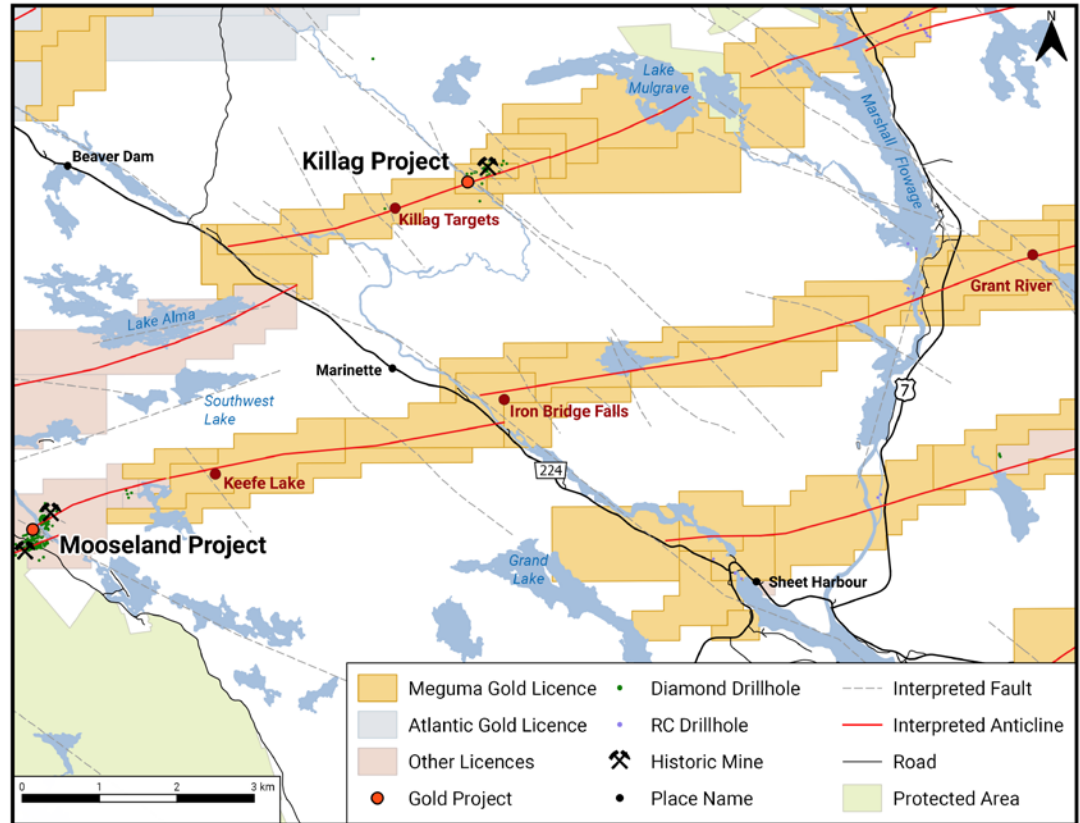 N
Lake
Mulgrave
Marshall Flowage
Beaver Dam
Killag Project
Killag Targets
Grant River
Lake Alma
Marinette
Southwest
Lake
7
Iron Bridge Falls
224
Keefe Lake
Mooseland Project
Grand
Lake
Sheet Harbour
Meguma Gold Licence
Diamond Drillhole
Interpreted Fault
Atlantic Gold Licence
RC Drillhole
Interpreted Anticline
Other Licences
Historic Mine
Road
Gold Project
Place Name
Protected Area
0 1 2 3 km